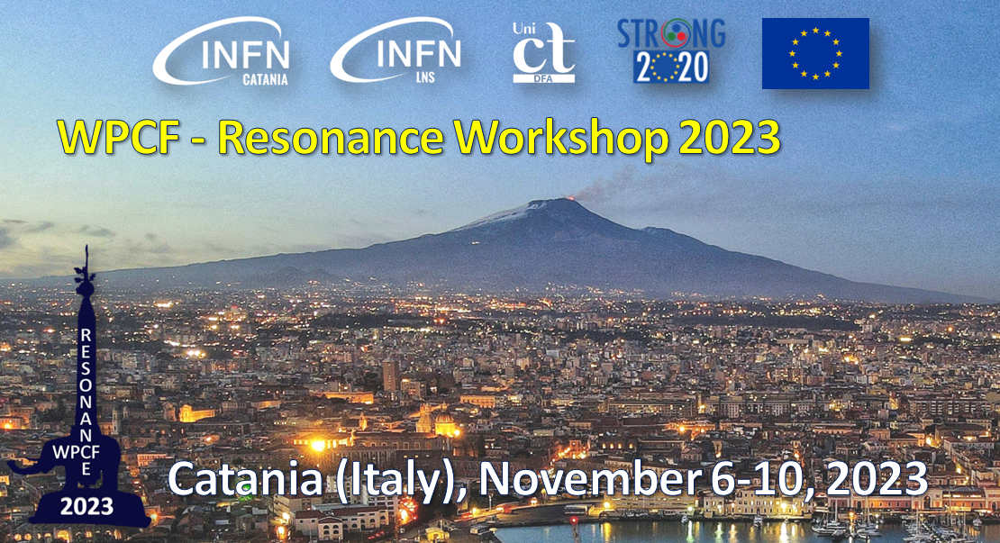 INFN
CATANIA
INFN
LNS
Uni
ct
DFA
STRONG
2020
WPCF - Resonance Workshop 2023
RESONANCE
WPCF
2023
Catania (Italy), November 6-10, 2023